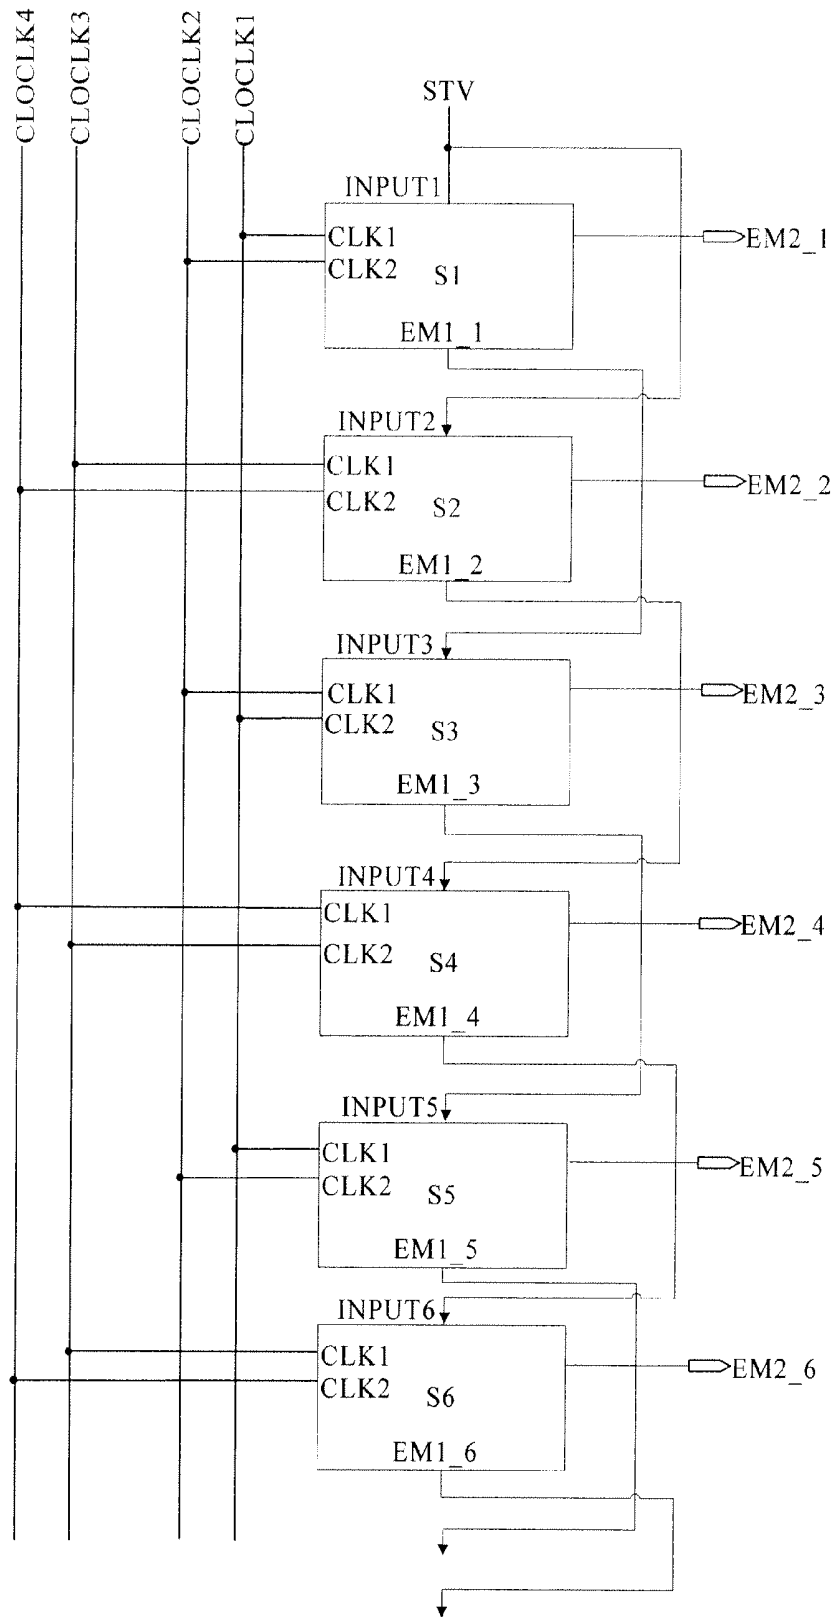 CLOCLK4
CLOCLK3
CLOCLK2
CLOCLK1
STV
INPUT1
CLK1
CLK2
S1
EM1_1
EM2_1
INPUT2
CLK1
CLK2
S2
EM1_2
EM2_2
INPUT3
CLK1
CLK2
S3
EM1_3
EM2_3
INPUT4
CLK1
CLK2
S4
EM1_4
EM2_4
INPUT5
CLK1
CLK2
S5
EM1_5
EM2_5
INPUT6
CLK1
CLK2
S6
EM1_6
EM2_6